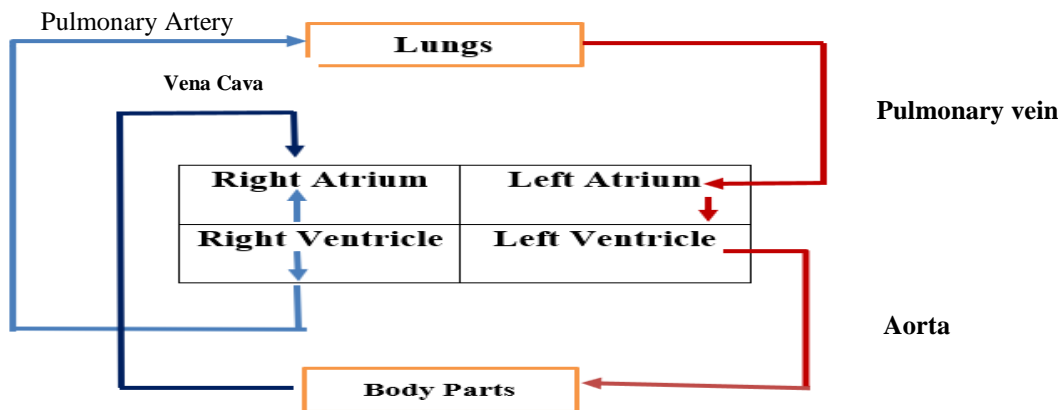 Pulmonary Artery
Lungs
Vena Cava
Pulmonary vein
Right Atrium
Left Atrium
Right Ventricle
Left Ventricle
Aorta
Body Parts